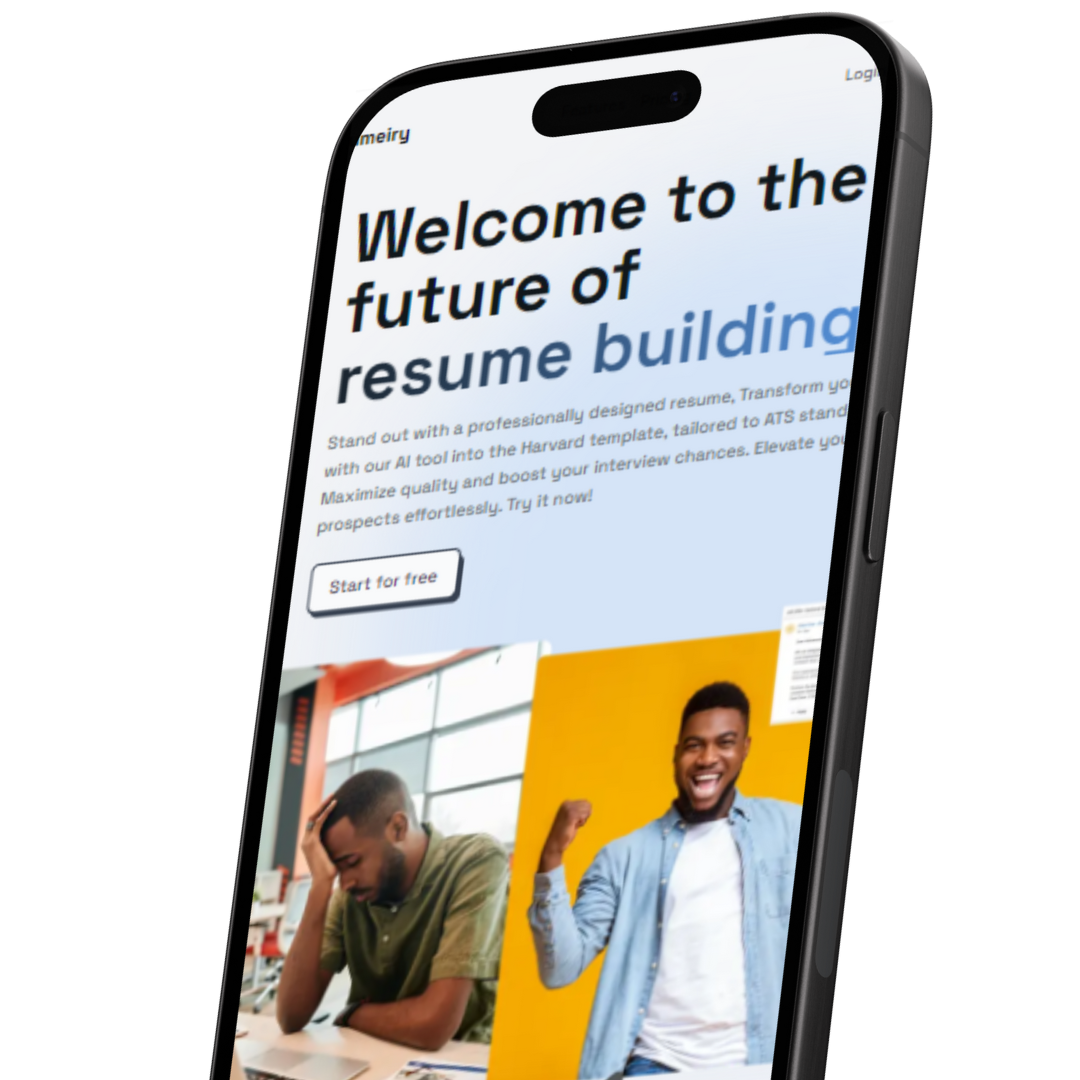 meiry
Login
Welcome to the
future of
resume building
Stand out with a professionally designed resume, Transform yo
with our AI tool into the Harvard template, tailored to ATS stand
Maximize quality and boost your interview chances. Elevate you
prospects effortlessly. Try it now!
Start for free